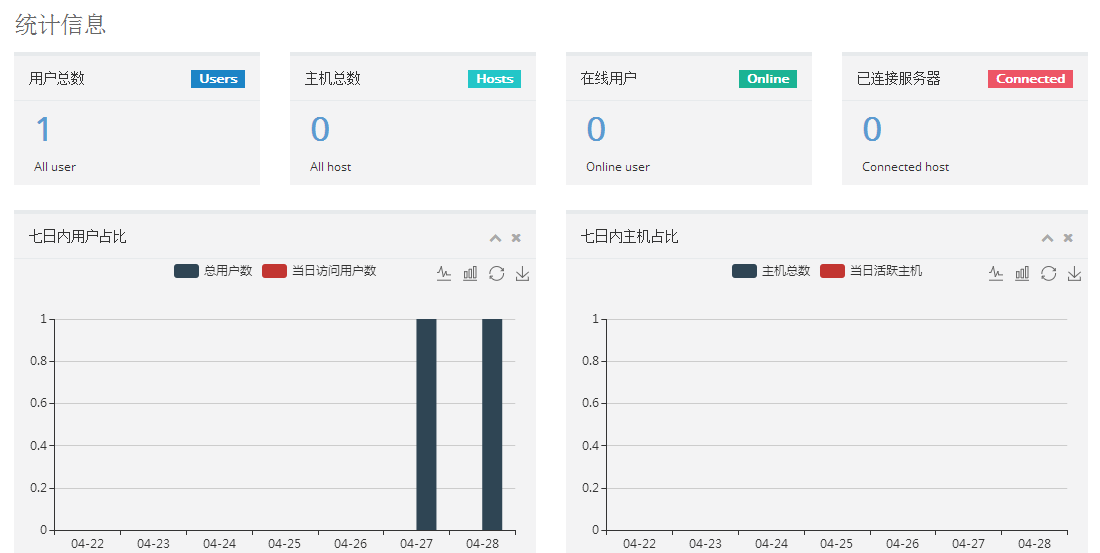 统计信息
用户总数 Users
1
All user
主机总数 Hosts
0
All host
在线用户 Online
0
Online user
已连接服务器 Connected
0
Connected host
七日内用户占比
总用户数 当日访问用户数
1
0.8
0.6
0.4
0.2
0
04-22 04-23 04-24 04-25 04-26 04-27 04-28
七日内主机占比
主机总数 当日活跃主机
1
0.8
0.6
0.4
0.2
0
04-22 04-23 04-24 04-25 04-26 04-27 04-28